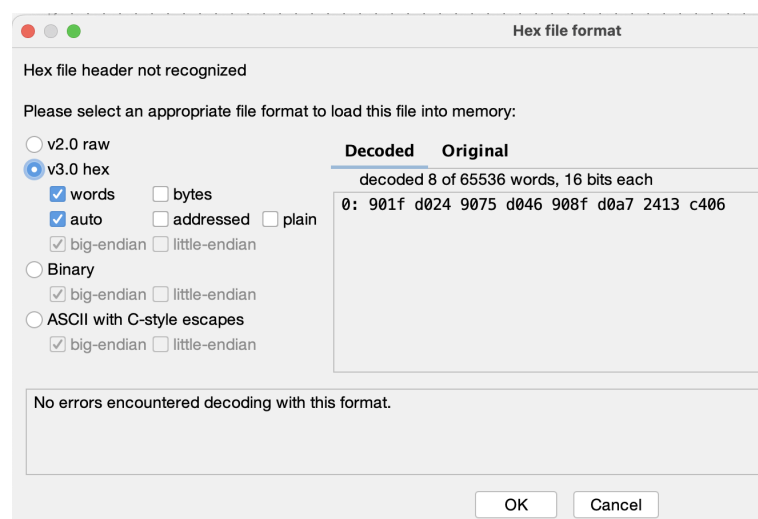 Hex file format
Hex file header not recognized
Please select an appropriate file format to load this file into memory:
v2.0 raw
v3.0 hex
words bytes
auto addressed plain
big-endian little-endian
Binary
big-endian little-endian
ASCII with C-style escapes
big-endian little-endian
Decoded Original
decoded 8 of 65536 words, 16 bits each
0: 901f d024 9075 d046 908f d0a7 2413 c406
No errors encountered decoding with this format.
OK Cancel